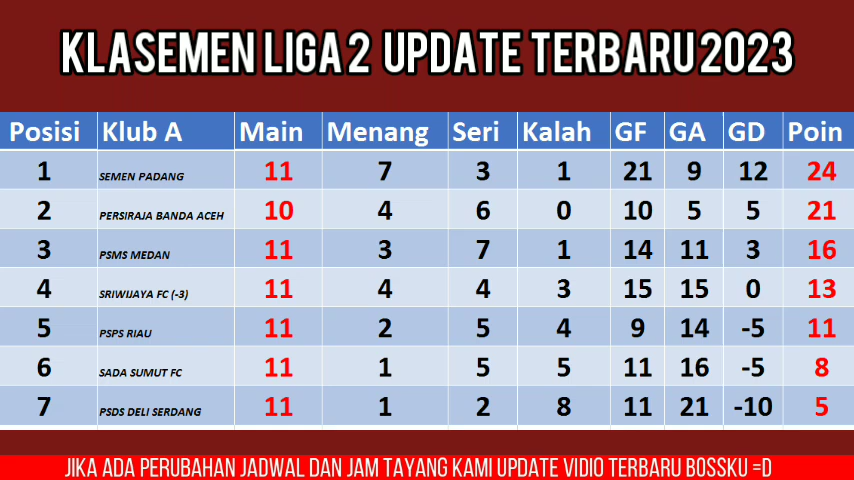 KLASEMEN LIGA 2 UPDATE TERBARU 2023
Posisi Klub A Main Menang Seri Kalah GF GA GD Poin
1 SEMEN PADANG 11 7 3 1 21 9 12 24
2 PERSIRAJA BANDA ACEH 10 4 6 0 10 5 5 21
3 PSMS MEDAN 11 3 7 1 14 11 3 16
4 SRIWIJAYA FC (-3) 11 4 4 3 15 15 0 13
5 PSPS RIAU 11 2 5 4 9 14 -5 11
6 SADA SUMUT FC 11 1 5 5 11 16 -5 8
7 PSDS DELI SERDANG 11 1 2 8 11 21 -10 5
JIKA ADA PERUBAHAN JADWAL DAN JAM TAYANG KAMI UPDATE VIDIO TERBARU BOSSKU =D